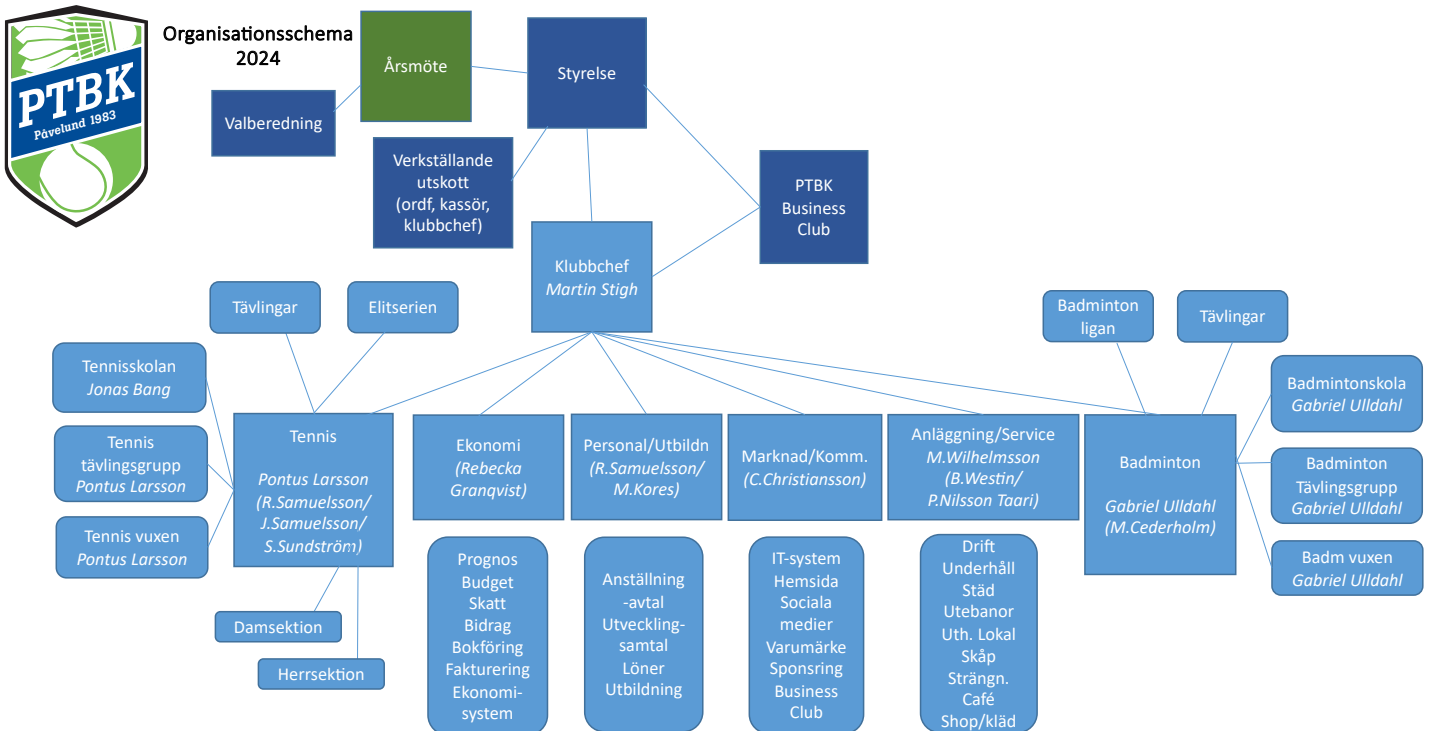 PTBK
Påvelund 1983
Organisationsschema
2024
Årsmöte
Styrelse
Valberedning
Verkställande
utskott
(ordf, kassör,
klubbchef)
PTBK
Business
Club
Klubbchef
Martin Stigh
Tävlingar
Elitserien
Badminton
ligan
Tävlingar
Tennisskolan
Jonas Bang
Tennis
tävlingsgrupp
Pontus Larsson
Tennis vuxen
Pontus Larsson
Tennis
Pontus Larsson
(R.Samuelsson/
J.Samuelsson/
S.Sundström)
Damsektion
Herrsektion
Ekonomi
(Rebecka
Granqvist)
Personal/Utbildn
(R.Samuelsson/
M.Kores)
Marknad/Komm.
(C.Christiansson)
Anläggning/Service
M.Wilhelmsson
(B.Westin/
P.Nilsson Taari)
Badminton
Gabriel Ulldahl
(M.Cederholm)
Badmintonskola
Gabriel Ulldahl
Badminton
Tävlingsgrupp
Gabriel Ulldahl
Badm vuxen
Gabriel Ulldahl
Prognos
Budget
Skatt
Bidrag
Bokföring
Fakturering
Ekonomi-
system
Anställning
-avtal
Utveckling-
samtal
Löner
Utbildning
IT-system
Hemsida
Sociala
medier
Varumärke
Sponsring
Business
Club
Drift
Underhåll
Städ
Utebanor
Uth. Lokal
Skåp
Strängn.
Café
Shop/kläd